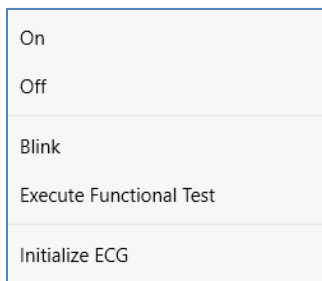 On
Off
Blink
Execute Functional Test
Initialize ECG